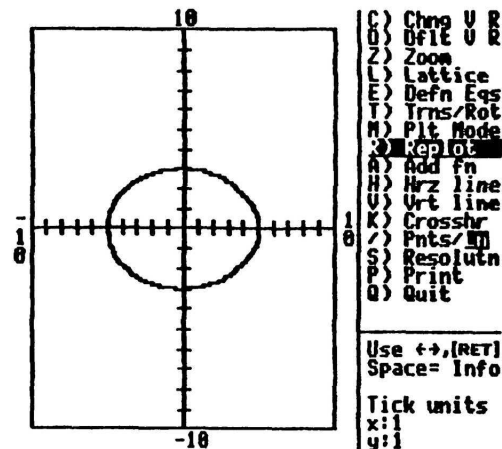 10
-10
10
-10
C) Chng V R
D) Dflt V R
Z) Zoom
L) Lattice
E) Defn Eqs
T) Trns/Rot
M) Plt Mode
R) Replot
A) Add fn
H) Hrz line
V) Vrt line
K) Crosshr
/) Pnts/
S) Resolutn
P) Print
Q) Quit
Use ←→,[RET]
Space= Info
Tick units
x:1
y:1